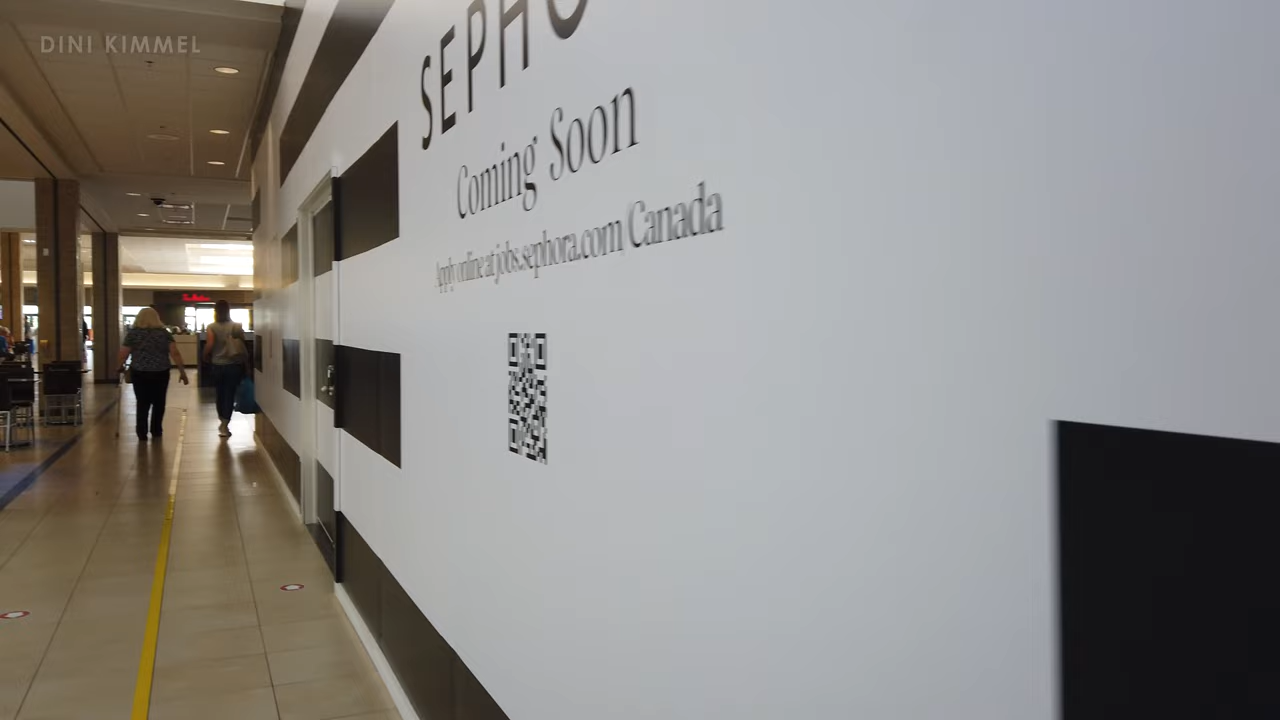 DINI KIMMEL
SEPHO
Coming Soon
Apply online at jobs.sephora.com/Canada